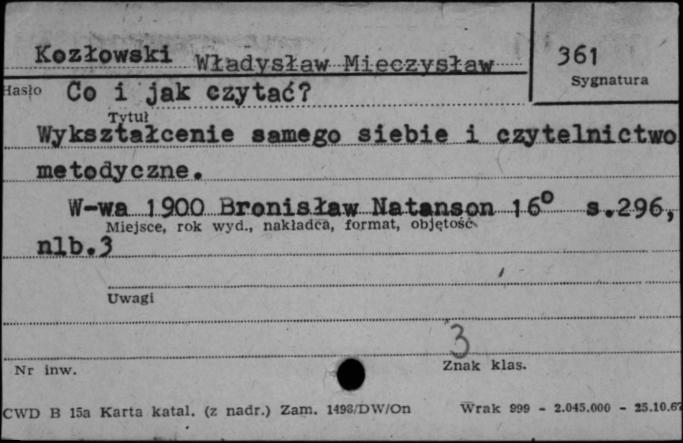 Kozłowski Władysław Mieczysław 361
Sygnatura
Hasło Co i jak czytać?
Tytuł
Wykształcenie samego siebie i czytelnictwo
metodyczne.
W-wa 1900 Bronisław Natanson 16° s.296,
Miejsce, rok wyd., nakładca, format, objętość
nlb.3
Uwagi
3
Nr inw. Znak klas.
CWD B 15a Karta katal. (z nadr.) Zam. 1498/DW/On Wrak 999 - 2.045.000 - 25.10.67